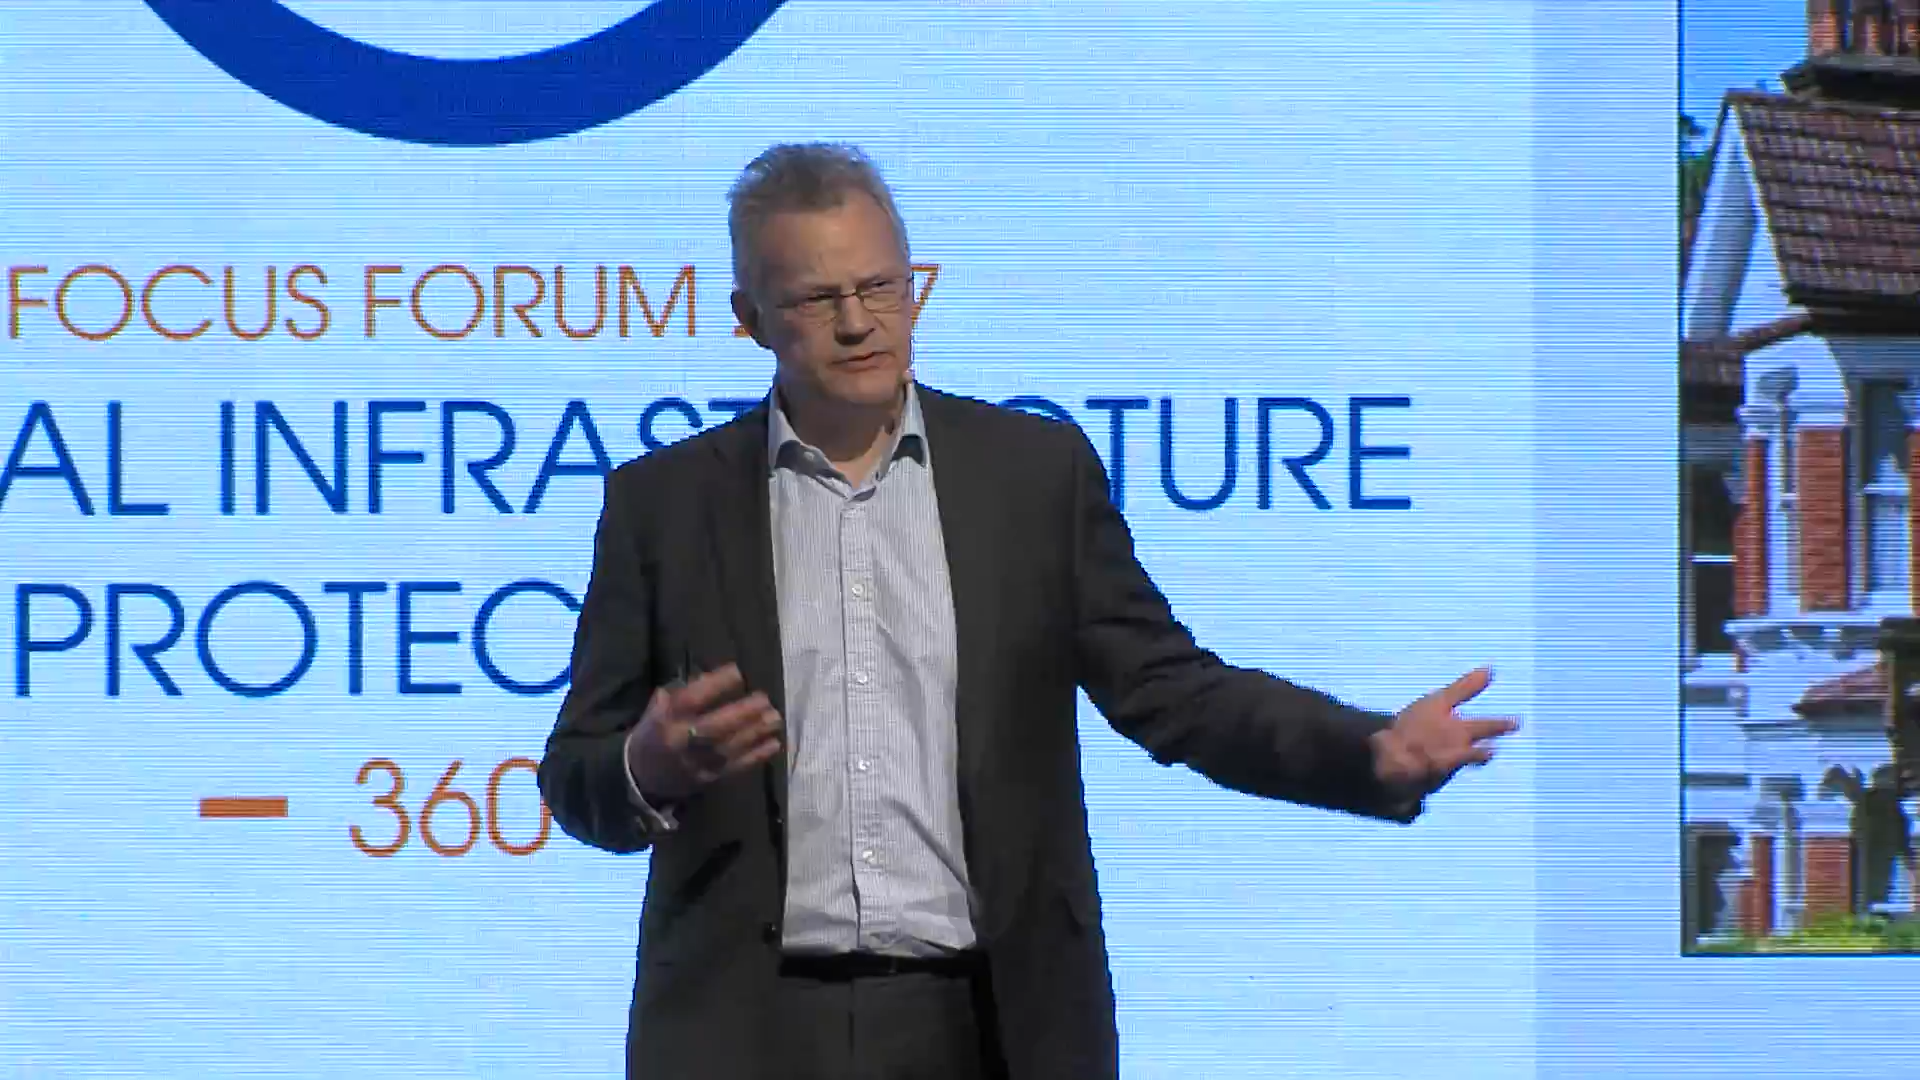 FOCUS FORUM
AL INFRAS
TURE
PROTEC
360